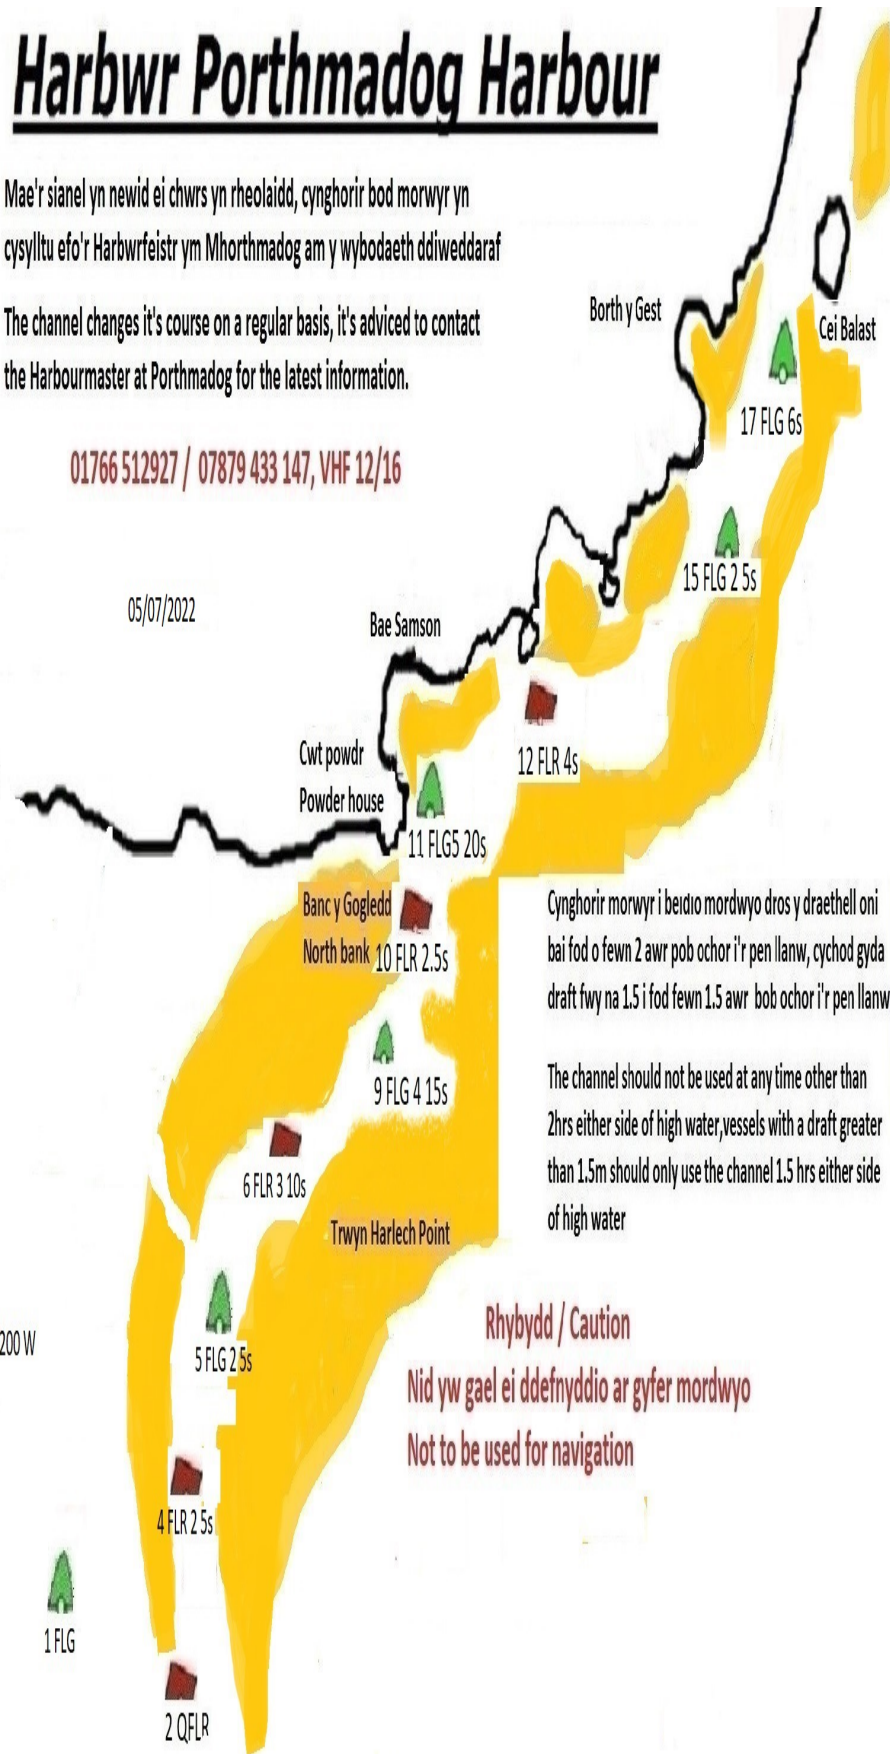 Harbwr Porthmadog Harbour
Mae'r sianel yn newid ei chwrs yn rheolaidd, cynghorir bod morwyr yn
cysylltu efo'r Harbwrfeistr ym Mhorthmadog am y wybodaeth ddiweddaraf
The channel changes it's course on a regular basis, it's adviced to contact
the Harbourmaster at Porthmadog for the latest information.
01766 512927 / 07879 433 147, VHF 12/16
05/07/2022
Borth y Gest
Cei Balast
17 FLG 6s
15 FLG 2 5s
Bae Samson
12 FLR 4s
Cwt powdr
Powder house
11 FLG5 20s
Banc y Gogledd
North bank
10 FLR 2.5s
Cynghorir morwyr i beidio mordwyo dros y draethell oni
bai fod o fewn 2 awr pob ochor i'r pen llanw, cychod gyda
draft fwy na 1.5 i fod fewn 1.5 awr bob ochor i'r pen llanw
9 FLG 4 15s
The channel should not be used at any time other than
2hrs either side of high water,vessels with a draft greater
than 1.5m should only use the channel 1.5 hrs either side
of high water
6 FLR 3 10s
Trwyn Harlech Point
200 W
5 FLG 2 5s
Rhybydd / Caution
Nid yw gael ei ddefnyddio ar gyfer mordwyo
Not to be used for navigation
4 FLR 2 5s
1 FLG
2 QFLR